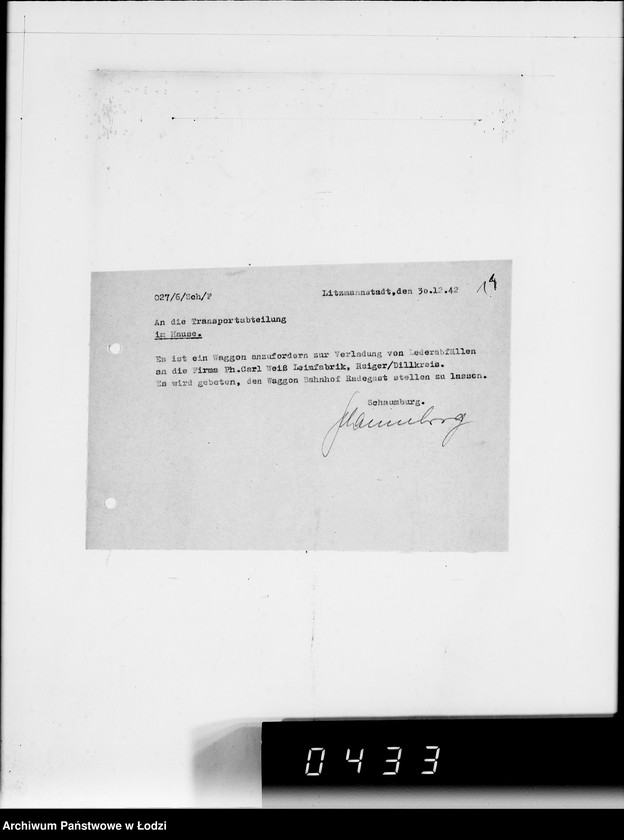 027/6/Sch/P
Litzmannstadt,den 30.12.42
14
An die Transportabteilung
im Hause.
Es ist ein Waggon anzufordern zur Verladung von Lederabfällen
an die Firma Ph.Carl Weiß Leimfabrik, Haiger/Dillkreis.
Es wird gebeten, den Waggon Bahnhof Radegast stellen zu lassen.
Schaumburg.
Schaumburg
0433
Archiwum Państwowe w Łodzi